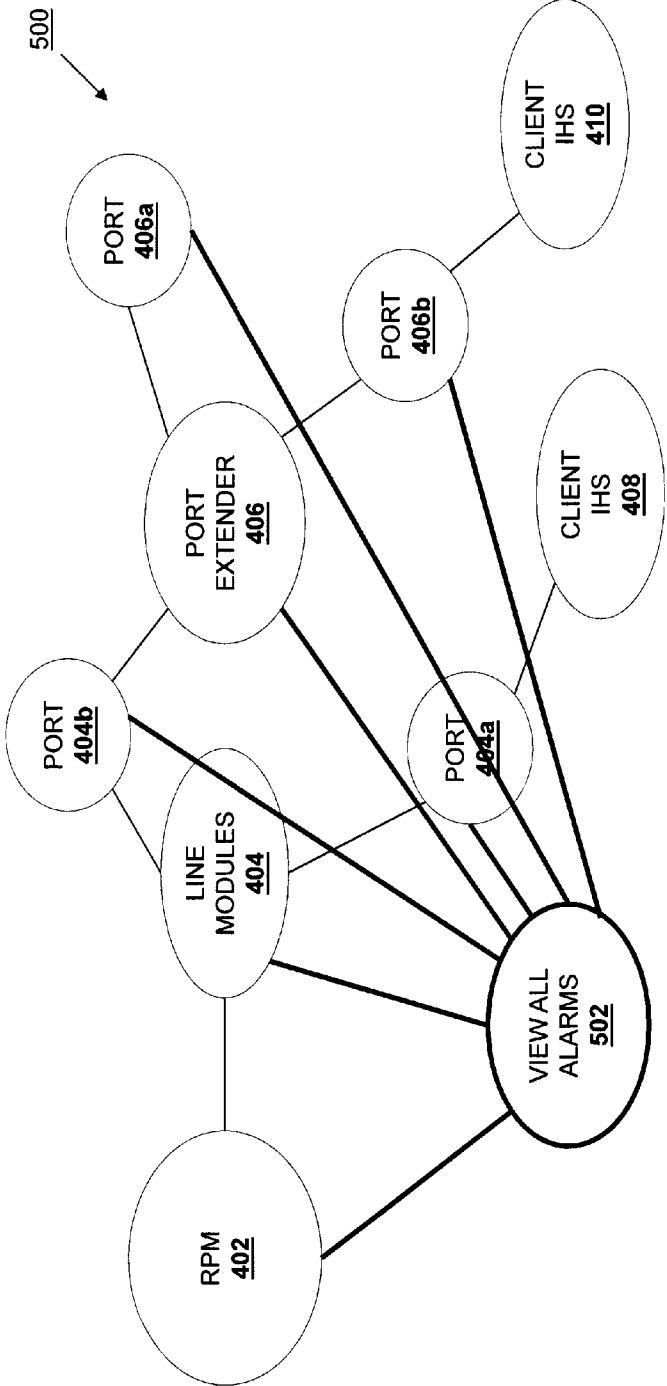 500
PORT
406a
CLIENT
IHS
410
PORT
406b
PORT
EXTENDER
406
CLIENT
IHS
408
PORT
404b
PORT
404a
LINE
MODULES
404
VIEW ALL
ALARMS
502
RPM
402